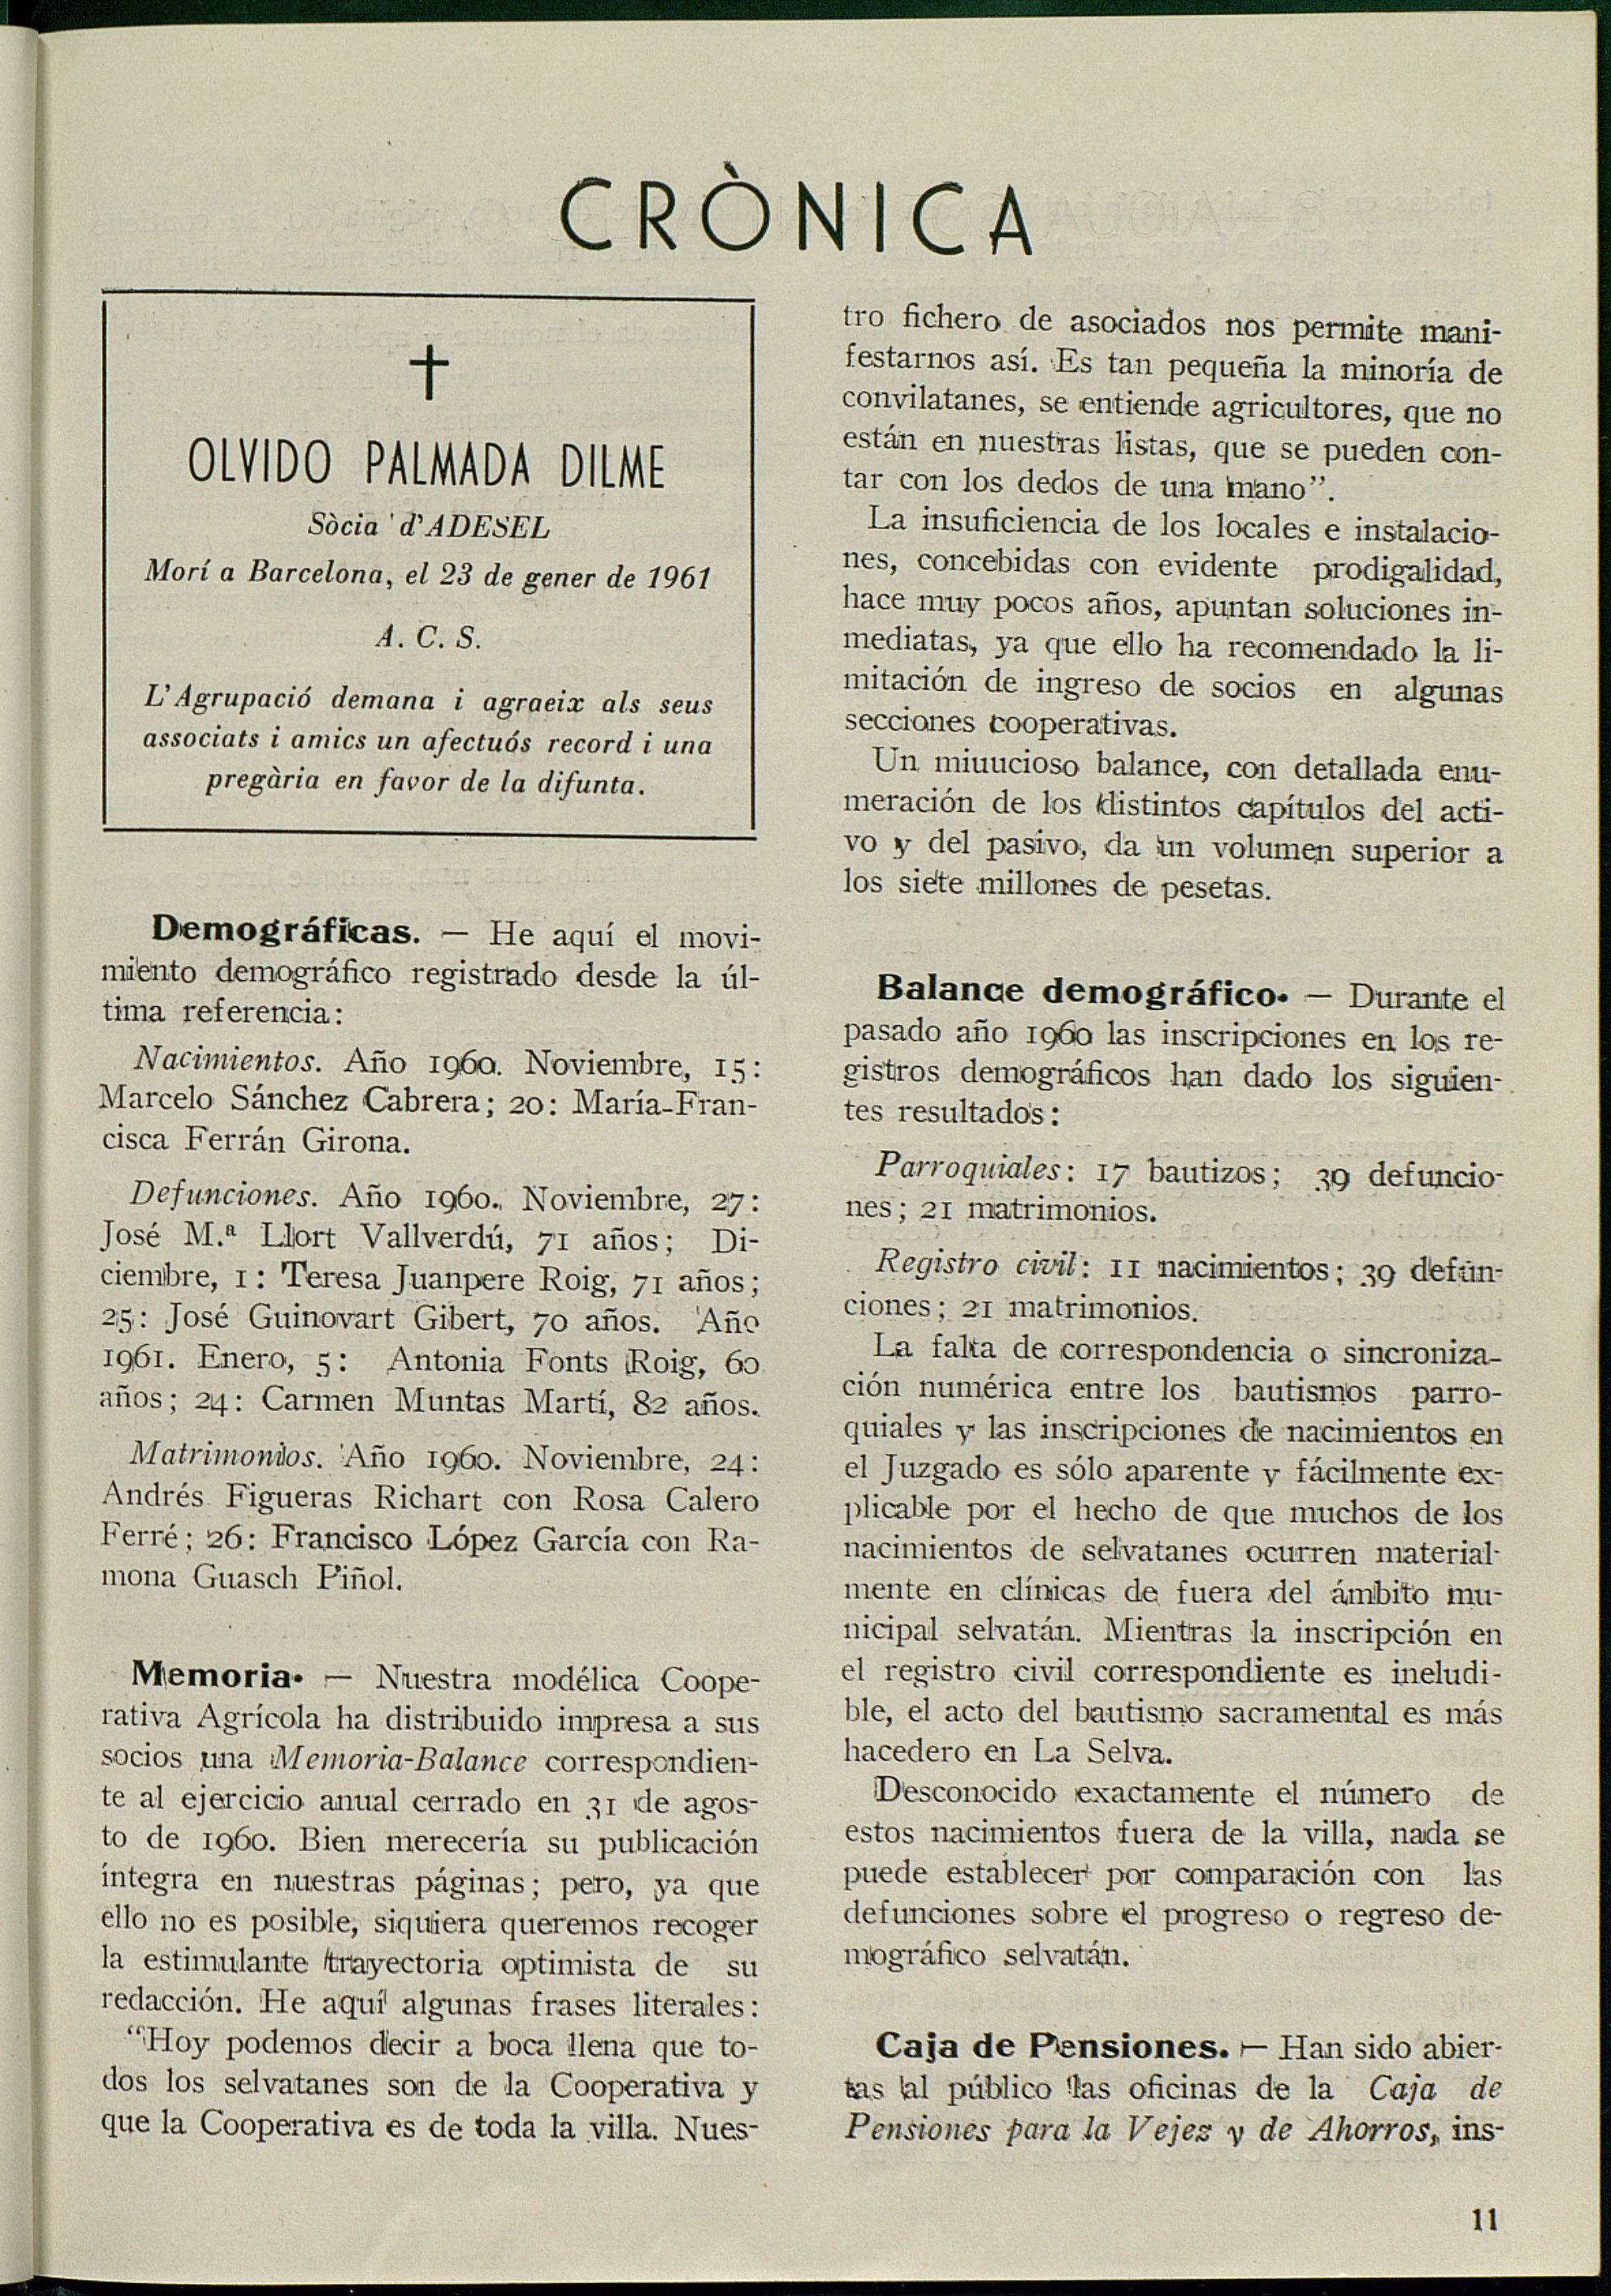 CRÒNICA
✝
OLVIDO PALMADA DILME
Sòcia d'ADESEL
Morí a Barcelona, el 23 de gener de 1961
A. C. S.
L'Agrupació demana i agraeix als seus
associats i amics un afectuós record i una
pregària en favor de la difunta.
Demográficas. — He aquí el movi-
miento demográfico registrado desde la úl-
tima referencia:
Nacimientos. Año 1960. Noviembre, 15:
Marcelo Sánchez Cabrera; 20: María-Fran-
cisca Ferrán Girona.
Defunciones. Año 1960. Noviembre, 27:
José M.ª Llort Vallverdú, 71 años; Di-
ciembre, 1: Teresa Juanpere Roig, 71 años;
25: José Guinovart Gibert, 70 años. Año
1961. Enero, 5: Antonia Fonts Roig, 60
años; 24: Carmen Muntas Martí, 82 años.
Matrimonios. Año 1960. Noviembre, 24:
Andrés Figueras Richart con Rosa Calero
Ferré; 26: Francisco López García con Ra-
mona Guasch Piñol.
Memoria. — Nuestra modélica Coope-
rativa Agrícola ha distribuido impresa a sus
socios una Memoria-Balance correspondien-
te al ejercicio anual cerrado en 31 de agos-
to de 1960. Bien merecería su publicación
íntegra en nuestras páginas; pero, ya que
ello no es posible, siquiera queremos recoger
la estimulante trayectoria optimista de su
redacción. He aquí algunas frases literales:
"Hoy podemos decir a boca llena que to-
dos los selvatanes son de la Cooperativa y
que la Cooperativa es de toda la villa. Nues-
tro fichero de asociados nos permite mani-
festarnos así. Es tan pequeña la minoría de
convilatanes, se entiende agricultores, que no
están en nuestras listas, que se pueden con-
tar con los dedos de una mano".
La insuficiencia de los locales e instalacio-
nes, concebidas con evidente prodigalidad,
hace muy pocos años, apuntan soluciones in-
mediatas, ya que ello ha recomendado la li-
mitación de ingreso de socios en algunas
secciones cooperativas.
Un miuucioso balance, con detallada enu-
meración de los distintos capítulos del acti-
vo y del pasivo, da un volumen superior a
los siete millones de pesetas.
Balance demográfico. — Durante el
pasado año 1960 las inscripciones en los re-
gistros demográficos han dado los siguien-
tes resultados:
Parroquiales: 17 bautizos; 39 defuncio-
nes; 21 matrimonios.
Registro civil: 11 nacimientos; 39 defun-
ciones; 21 matrimonios.
La falta de correspondencia o sincroniza-
ción numérica entre los bautismos parro-
quiales y las inscripciones de nacimientos en
el Juzgado es sólo aparente y fácilmente ex-
plicable por el hecho de que muchos de los
nacimientos de selvatanes ocurren material-
mente en clínicas de fuera del ámbito mu-
nicipal selvatán. Mientras la inscripción en
el registro civil correspondiente es ineludi-
ble, el acto del bautismo sacramental es más
hacedero en La Selva.
Desconocido exactamente el número de
estos nacimientos fuera de la villa, nada se
puede establecer por comparación con las
defunciones sobre el progreso o regreso de-
mográfico selvatán.
Caja de Pensiones. — Han sido abier-
tas al público las oficinas de la Caja de
Pensiones para la Vejez y de Ahorros, ins-
11